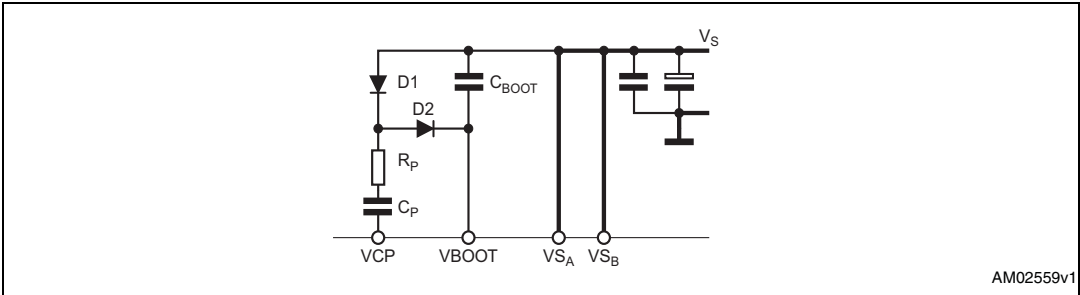 V_S
D1
C_BOOT
D2
R_P
C_P
VCP VBOOT VS_A VS_B
AM02559v1